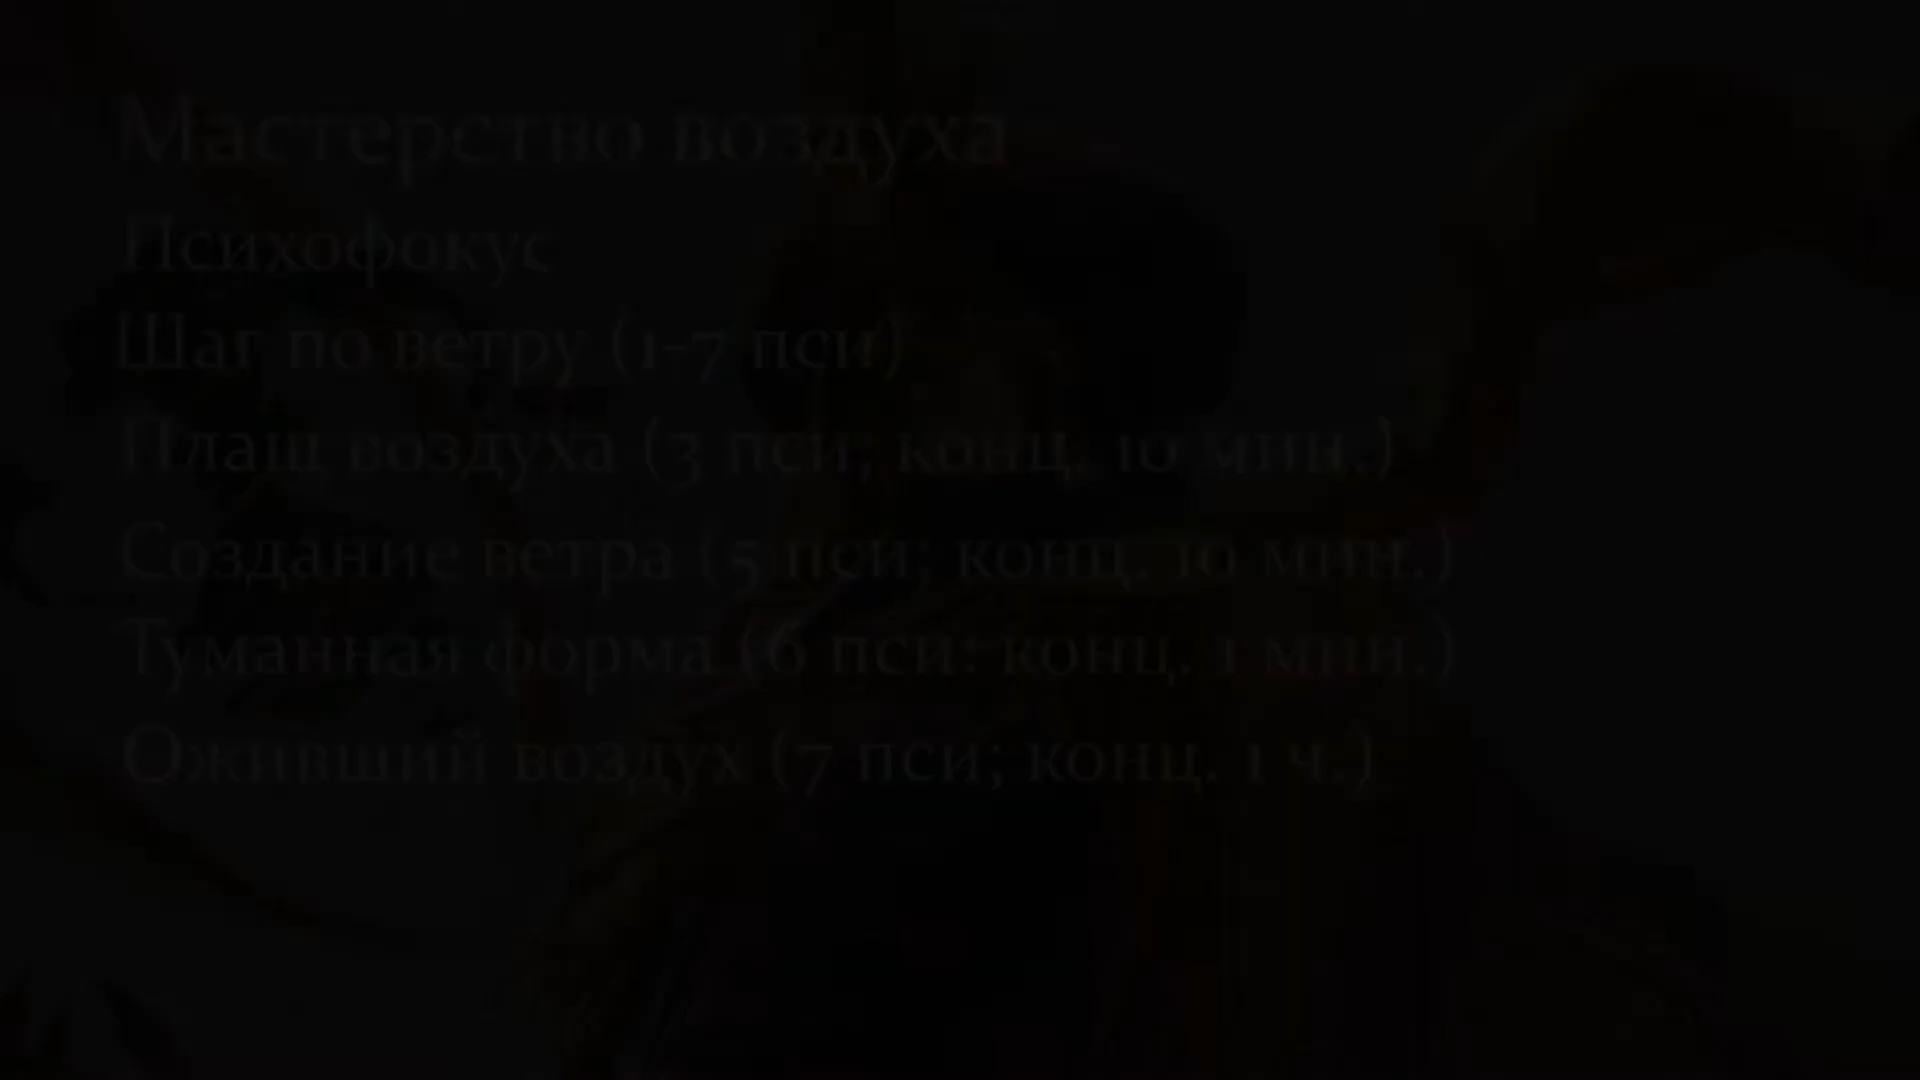 Мастерство воздуха
Психофокус
Шаг по ветру (1-7 пси)
Плащ воздуха (3 пси; конц. 10 мин.)
Создание ветра (5 пси; конц. 10 мин.)
Туманная форма (6 пси: конц. 1 мин.)
Оживший воздух (7 пси; конц. 1 ч.)